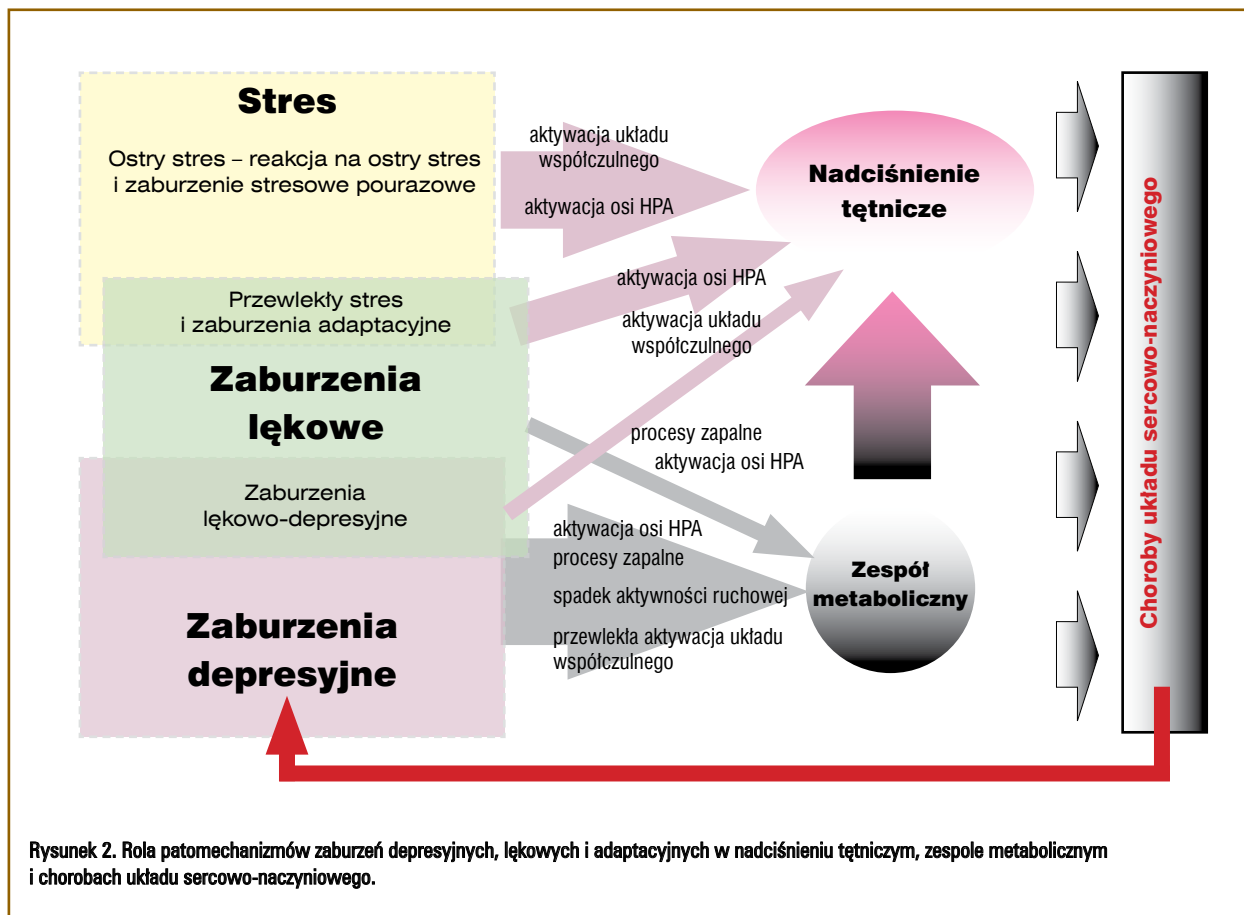 Stres
Ostry stres – reakcja na ostry stres
i zaburzenie stresowe pourazowe
Przewlekły stres
i zaburzenia adaptacyjne
Zaburzenia
lękowe
Zaburzenia
lękowo-depresyjne
Zaburzenia
depresyjne
aktywacja układu
współczulnego
aktywacja osi HPA
aktywacja osi HPA
aktywacja układu
współczulnego
procesy zapalne
aktywacja osi HPA
aktywacja osi HPA
procesy zapalne
spadek aktywności ruchowej
przewlekła aktywacja układu
współczulnego
Nadciśnienie
tętnicze
Zespół
metaboliczny
Choroby układu sercowo-naczyniowego
Rysunek 2. Rola patomechanizmów zaburzeń depresyjnych, lękowych i adaptacyjnych w nadciśnieniu tętniczym, zespole metabolicznym
i chorobach układu sercowo-naczyniowego.